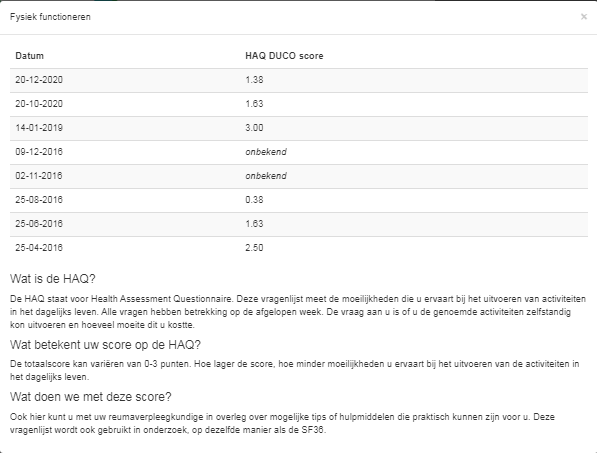 Fysiek functioneren ×
Datum HAQ DUCO score
20-12-2020 1.38
20-10-2020 1.63
14-01-2019 3.00
09-12-2016 onbekend
02-11-2016 onbekend
25-08-2016 0.38
25-06-2016 1.63
25-04-2016 2.50
Wat is de HAQ?
De HAQ staat voor Health Assessment Questionnaire. Deze vragenlijst meet de moeilijkheden die u ervaart bij het uitvoeren van activiteiten
in het dagelijks leven. Alle vragen hebben betrekking op de afgelopen week. De vraag aan u is of u de genoemde activiteiten zelfstandig
kon uitvoeren en hoeveel moeite dit u kostte.
Wat betekent uw score op de HAQ?
De totaalscore kan variëren van 0-3 punten. Hoe lager de score, hoe minder moeilijkheden u ervaart bij het uitvoeren van de activiteiten in
het dagelijks leven.
Wat doen we met deze score?
Ook hier kunt u met uw reumaverpleegkundige in overleg over mogelijke tips of hulpmiddelen die praktisch kunnen zijn voor u. Deze
vragenlijst wordt ook gebruikt in onderzoek, op dezelfde manier als de SF36.